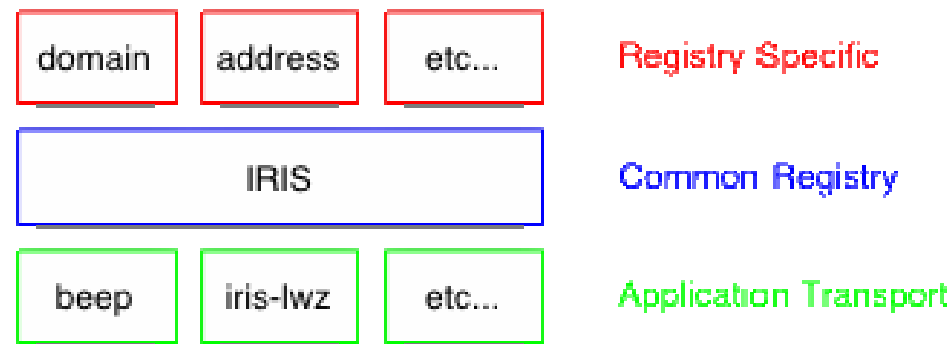 domain address etc... Registry Specific
IRIS Common Registry
beep iris-lwz etc... Application Transport